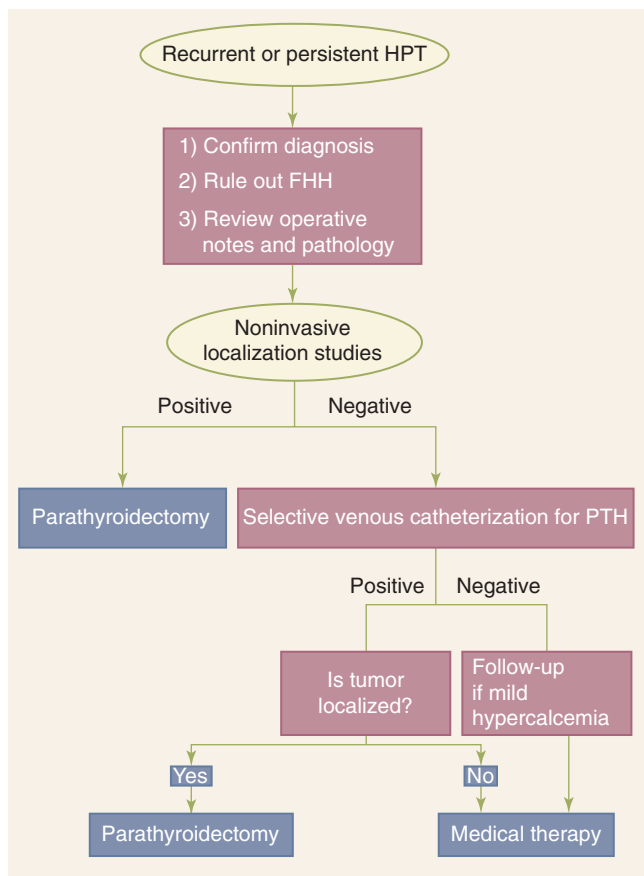 Recurrent or persistent HPT
1) Confirm diagnosis
2) Rule out FHH
3) Review operative
notes and pathology
Noninvasive
localization studies
Positive
Negative
Parathyroidectomy
Selective venous catheterization for PTH
Positive
Negative
Is tumor
localized?
Follow-up
if mild
hypercalcemia
Yes
No
Parathyroidectomy
Medical therapy